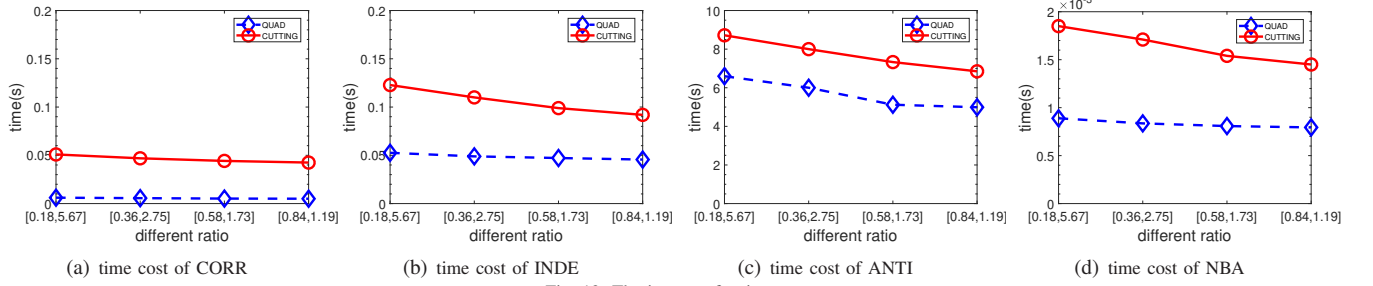 0.2
0.15
0.1
0.05
0
time(s)
QUAD
CUTTING
[0.18,5.67] [0.36,2.75] [0.58,1.73] [0.84,1.19]
different ratio
(a) time cost of CORR
0.2
0.15
0.1
0.05
0
time(s)
QUAD
CUTTING
[0.18,5.67] [0.36,2.75] [0.58,1.73] [0.84,1.19]
different ratio
(b) time cost of INDE
10
8
6
4
2
0
time(s)
QUAD
CUTTING
[0.18,5.67] [0.36,2.75] [0.58,1.73] [0.84,1.19]
different ratio
(c) time cost of ANTI
2
1.5
1
0.5
0
time(s)
QUAD
CUTTING
[0.18,5.67] [0.36,2.75] [0.58,1.73] [0.84,1.19]
different ratio
(d) time cost of NBA